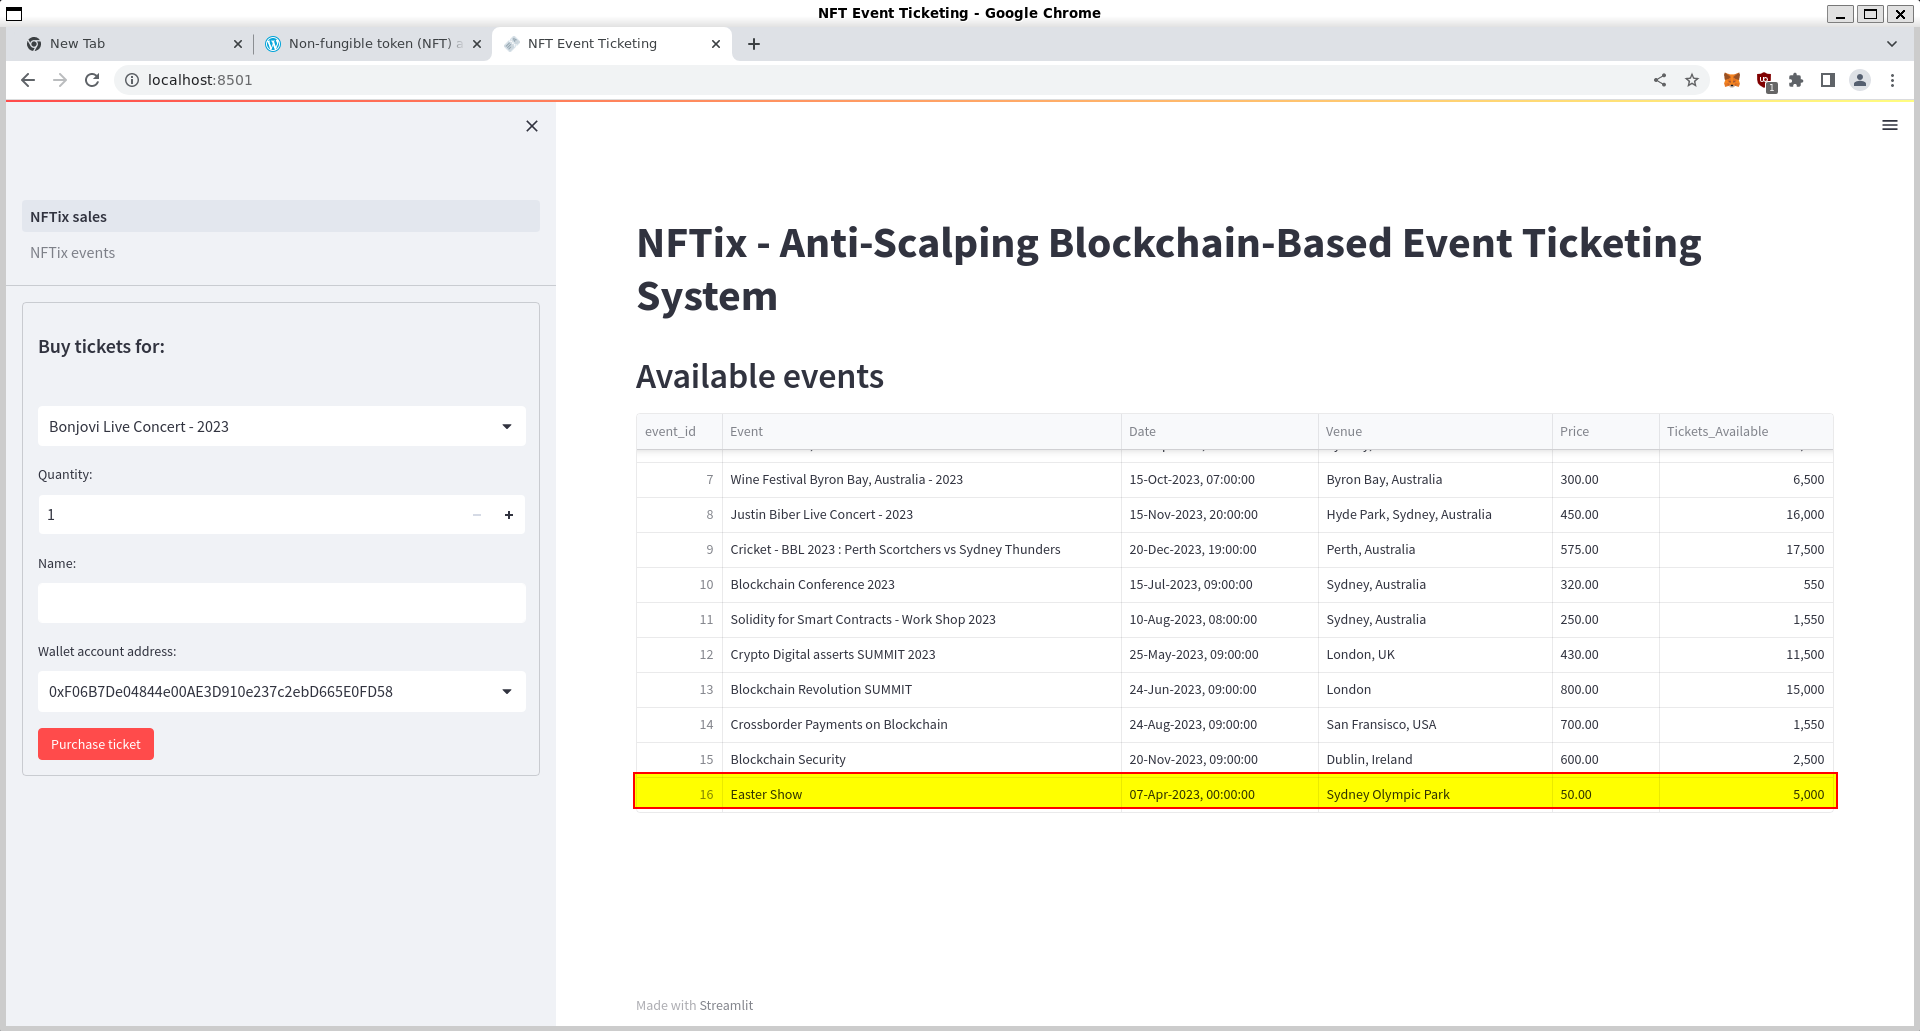 NFT Event Ticketing - Google Chrome
New Tab
Non-fungible token (NFT) a
NFT Event Ticketing
localhost:8501
1
NFTix sales
NFTix events
Buy tickets for:
Bonjovi Live Concert - 2023
Quantity:
1
Name:
Wallet account address:
0xF06B7De04844e00AE3D910e237c2ebD665E0FD58
Purchase ticket
NFTix - Anti-Scalping Blockchain-Based Event Ticketing
System
Available events
event_id Event Date Venue Price Tickets_Available
7 Wine Festival Byron Bay, Australia - 2023 15-Oct-2023, 07:00:00 Byron Bay, Australia 300.00 6,500
8 Justin Biber Live Concert - 2023 15-Nov-2023, 20:00:00 Hyde Park, Sydney, Australia 450.00 16,000
9 Cricket - BBL 2023 : Perth Scortchers vs Sydney Thunders 20-Dec-2023, 19:00:00 Perth, Australia 575.00 17,500
10 Blockchain Conference 2023 15-Jul-2023, 09:00:00 Sydney, Australia 320.00 550
11 Solidity for Smart Contracts - Work Shop 2023 10-Aug-2023, 08:00:00 Sydney, Australia 250.00 1,550
12 Crypto Digital asserts SUMMIT 2023 25-May-2023, 09:00:00 London, UK 430.00 11,500
13 Blockchain Revolution SUMMIT 24-Jun-2023, 09:00:00 London 800.00 15,000
14 Crossborder Payments on Blockchain 24-Aug-2023, 09:00:00 San Fransisco, USA 700.00 1,550
15 Blockchain Security 20-Nov-2023, 09:00:00 Dublin, Ireland 600.00 2,500
16 Easter Show 07-Apr-2023, 00:00:00 Sydney Olympic Park 50.00 5,000
Made with Streamlit